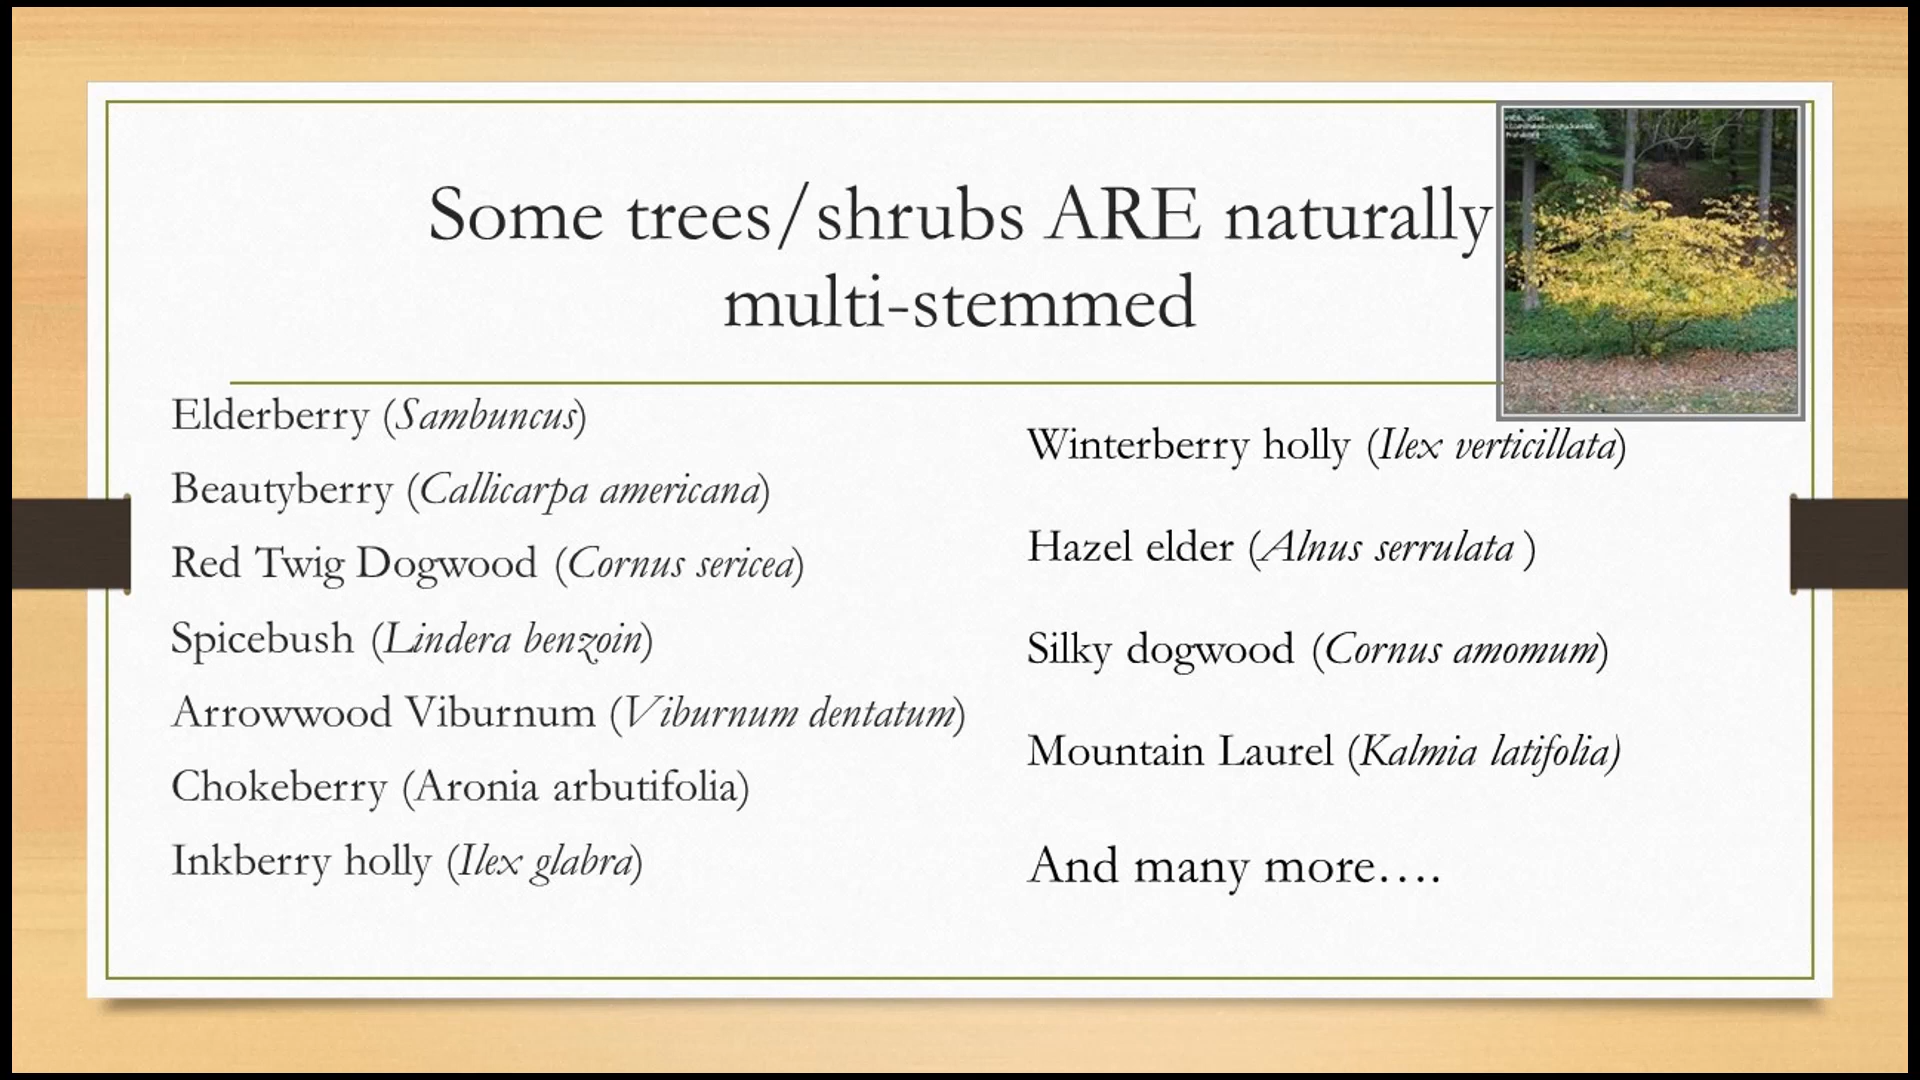 Some trees/shrubs ARE naturally
multi-stemmed
Elderberry (Sambuncus)
Beautyberry (Callicarpa americana)
Red Twig Dogwood (Cornus sericea)
Spicebush (Lindera benzoin)
Arrowwood Viburnum (Viburnum dentatum)
Chokeberry (Aronia arbutifolia)
Inkberry holly (Ilex glabra)
Winterberry holly (Ilex verticillata)
Hazel elder (Alnus serrulata )
Silky dogwood (Cornus amomum)
Mountain Laurel (Kalmia latifolia)
And many more….